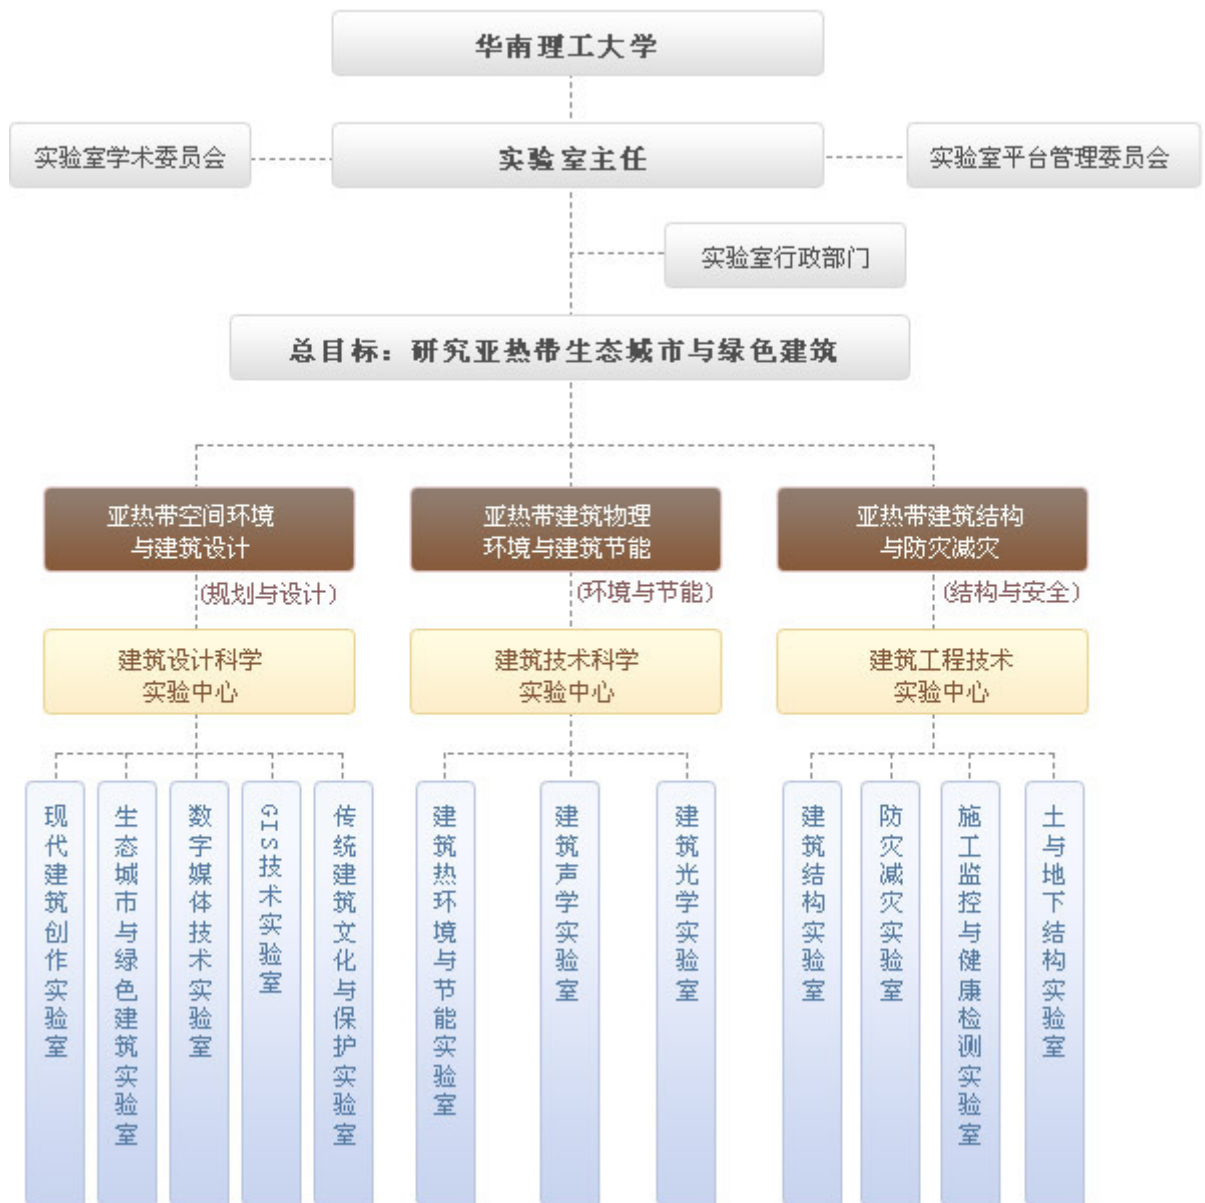 华南理工大学
实验室学术委员会
实验室主任
实验室平台管理委员会
实验室行政部门
总目标：研究亚热带生态城市与绿色建筑
亚热带空间环境
与建筑设计
亚热带建筑物理
环境与建筑节能
亚热带建筑结构
与防灾减灾
(规划与设计)
(环境与节能)
(结构与安全)
建筑设计科学
实验中心
建筑技术科学
实验中心
建筑工程技术
实验中心
现代建筑创作实验室
生态城市与绿色建筑实验室
数字媒体技术实验室
GIS技术实验室
传统建筑文化与保护实验室
建筑热环境与节能实验室
建筑声学实验室
建筑光学实验室
建筑结构实验室
防灾减灾实验室
施工监控与健康检测实验室
土与地下结构实验室